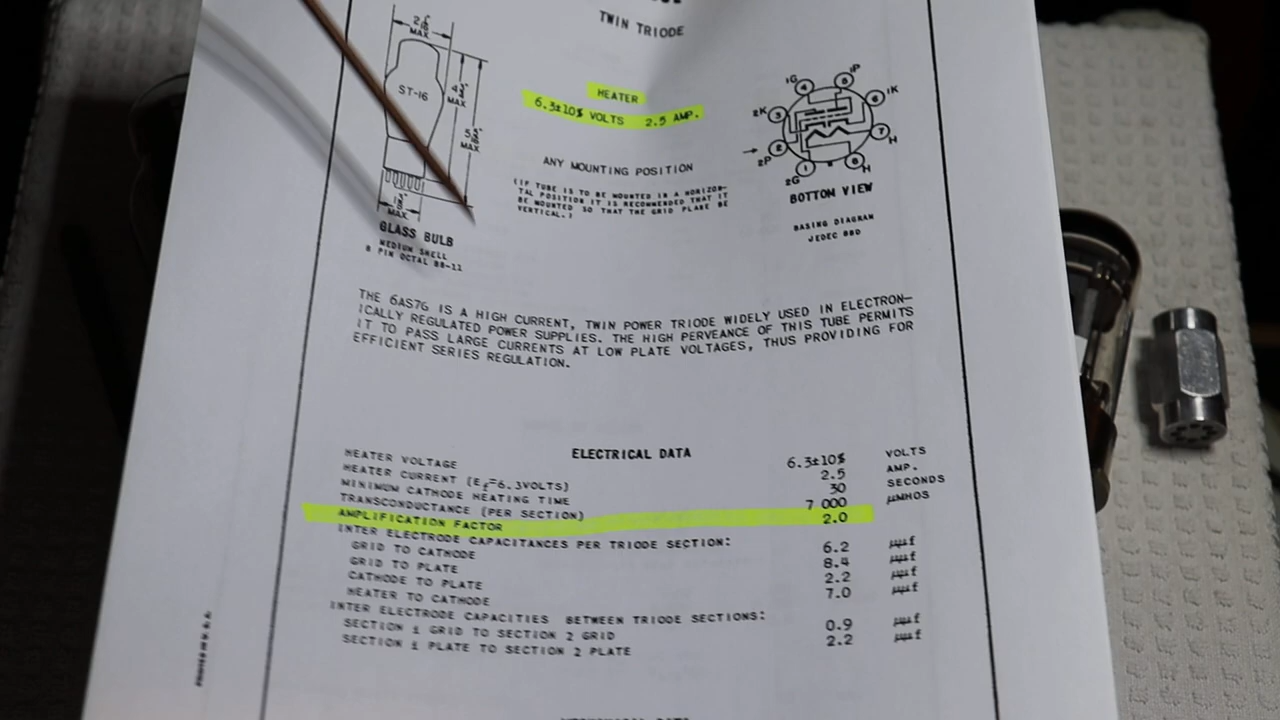 TWIN TRIODE
MAX.
ST-16
MAX
MAX.
MAX.
GLASS BULB
MEDIUM SHELL
8 PIN OCTAL B8-11
HEATER
6.3±10% VOLTS 2.5 AMP.
ANY MOUNTING POSITION
(IF TUBE IS TO BE MOUNTED IN A HORIZON-
TAL POSITION IT IS RECOMMENDED THAT IT
BE MOUNTED SO THAT THE GRID PLANE BE
VERTICAL.)
1G
1P
2K
1K
2P
H
2G
H
BOTTOM VIEW
BASING DIAGRAM
JEDEC 8BD
THE 6AS7G IS A HIGH CURRENT, TWIN POWER TRIODE WIDELY USED IN ELECTRON-
ICALLY REGULATED POWER SUPPLIES. THE HIGH PERVEANCE OF THIS TUBE PERMITS
IT TO PASS LARGE CURRENTS AT LOW PLATE VOLTAGES, THUS PROVIDING FOR
EFFICIENT SERIES REGULATION.
ELECTRICAL DATA
HEATER VOLTAGE 6.3±10% VOLTS
HEATER CURRENT (Ef=6.3VOLTS) 2.5 AMP.
MINIMUM CATHODE HEATING TIME 30 SECONDS
TRANSCONDUCTANCE (PER SECTION) 7 000 µMHOS
AMPLIFICATION FACTOR 2.0
INTER ELECTRODE CAPACITANCES PER TRIODE SECTION:
GRID TO CATHODE 6.2 µµf
GRID TO PLATE 8.4 µµf
CATHODE TO PLATE 2.2 µµf
HEATER TO CATHODE 7.0 µµf
INTER ELECTRODE CAPACITIES BETWEEN TRIODE SECTIONS:
SECTION 1 GRID TO SECTION 2 GRID 0.9 µµf
SECTION 1 PLATE TO SECTION 2 PLATE 2.2 µµf